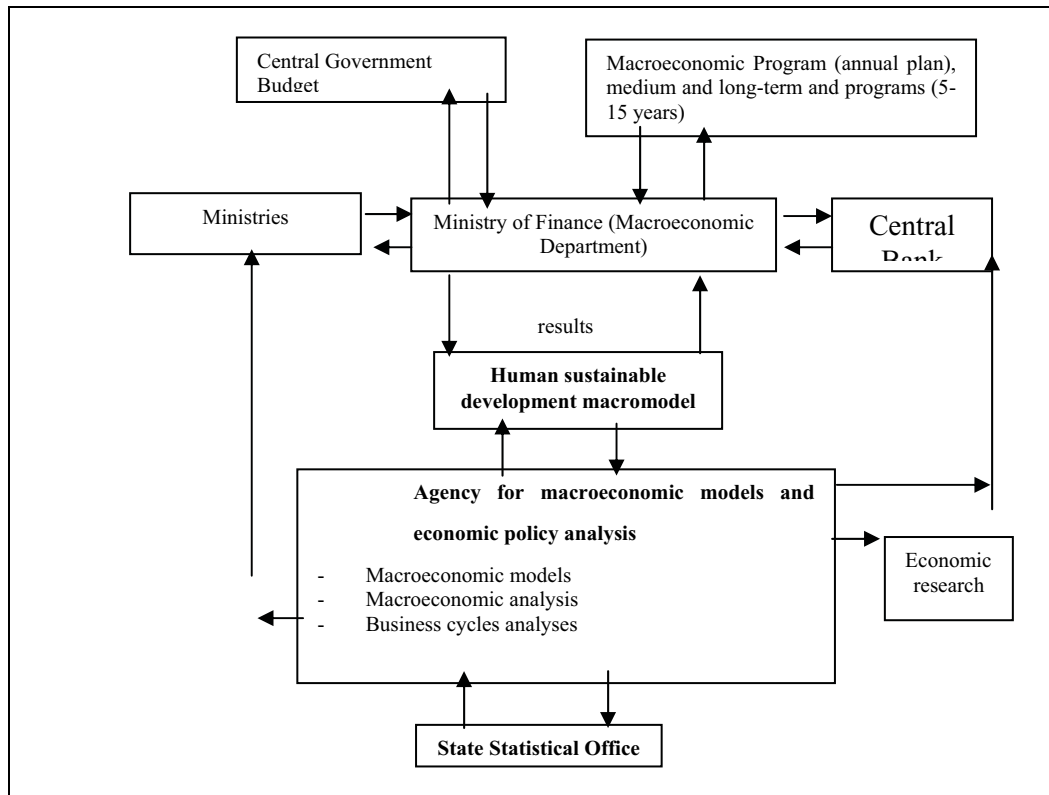 Central Government
Budget
Macroeconomic Program (annual plan),
medium and long-term and programs (5-
15 years)
Ministries
Ministry of Finance (Macroeconomic
Department)
Central
Bank
results
Human sustainable
development macromodel
Agency for macroeconomic models and
economic policy analysis
- Macroeconomic models
- Macroeconomic analysis
- Business cycles analyses
Economic
research
State Statistical Office